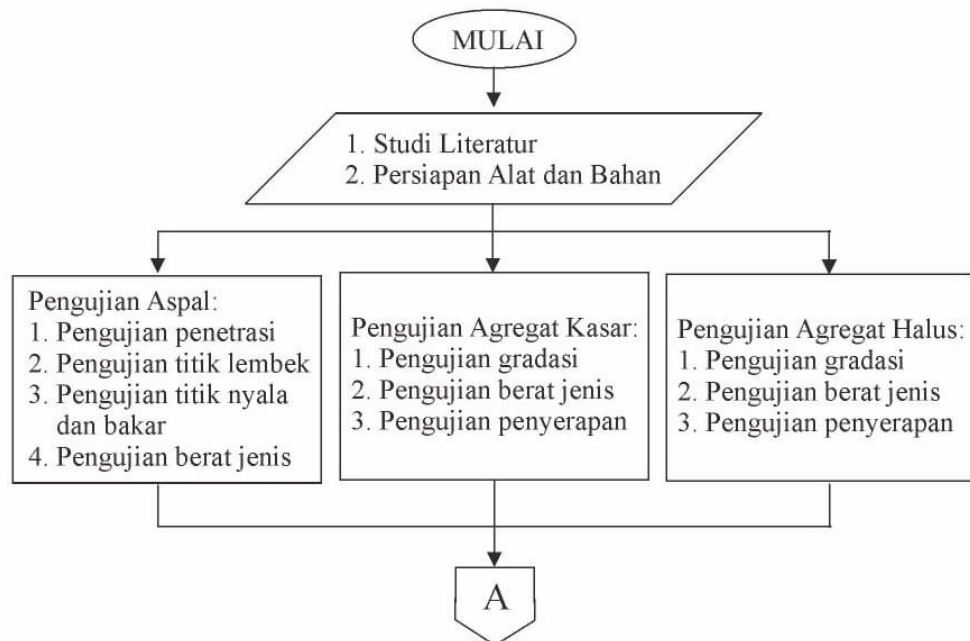 MULAI
1. Studi Literatur
2. Persiapan Alat dan Bahan
Pengujian Aspal:
1. Pengujian penetrasi
2. Pengujian titik lembek
3. Pengujian titik nyala
dan bakar
4. Pengujian berat jenis
Pengujian Agregat Kasar:
1. Pengujian gradasi
2. Pengujian berat jenis
3. Pengujian penyerapan
Pengujian Agregat Halus:
1. Pengujian gradasi
2. Pengujian berat jenis
3. Pengujian penyerapan
A